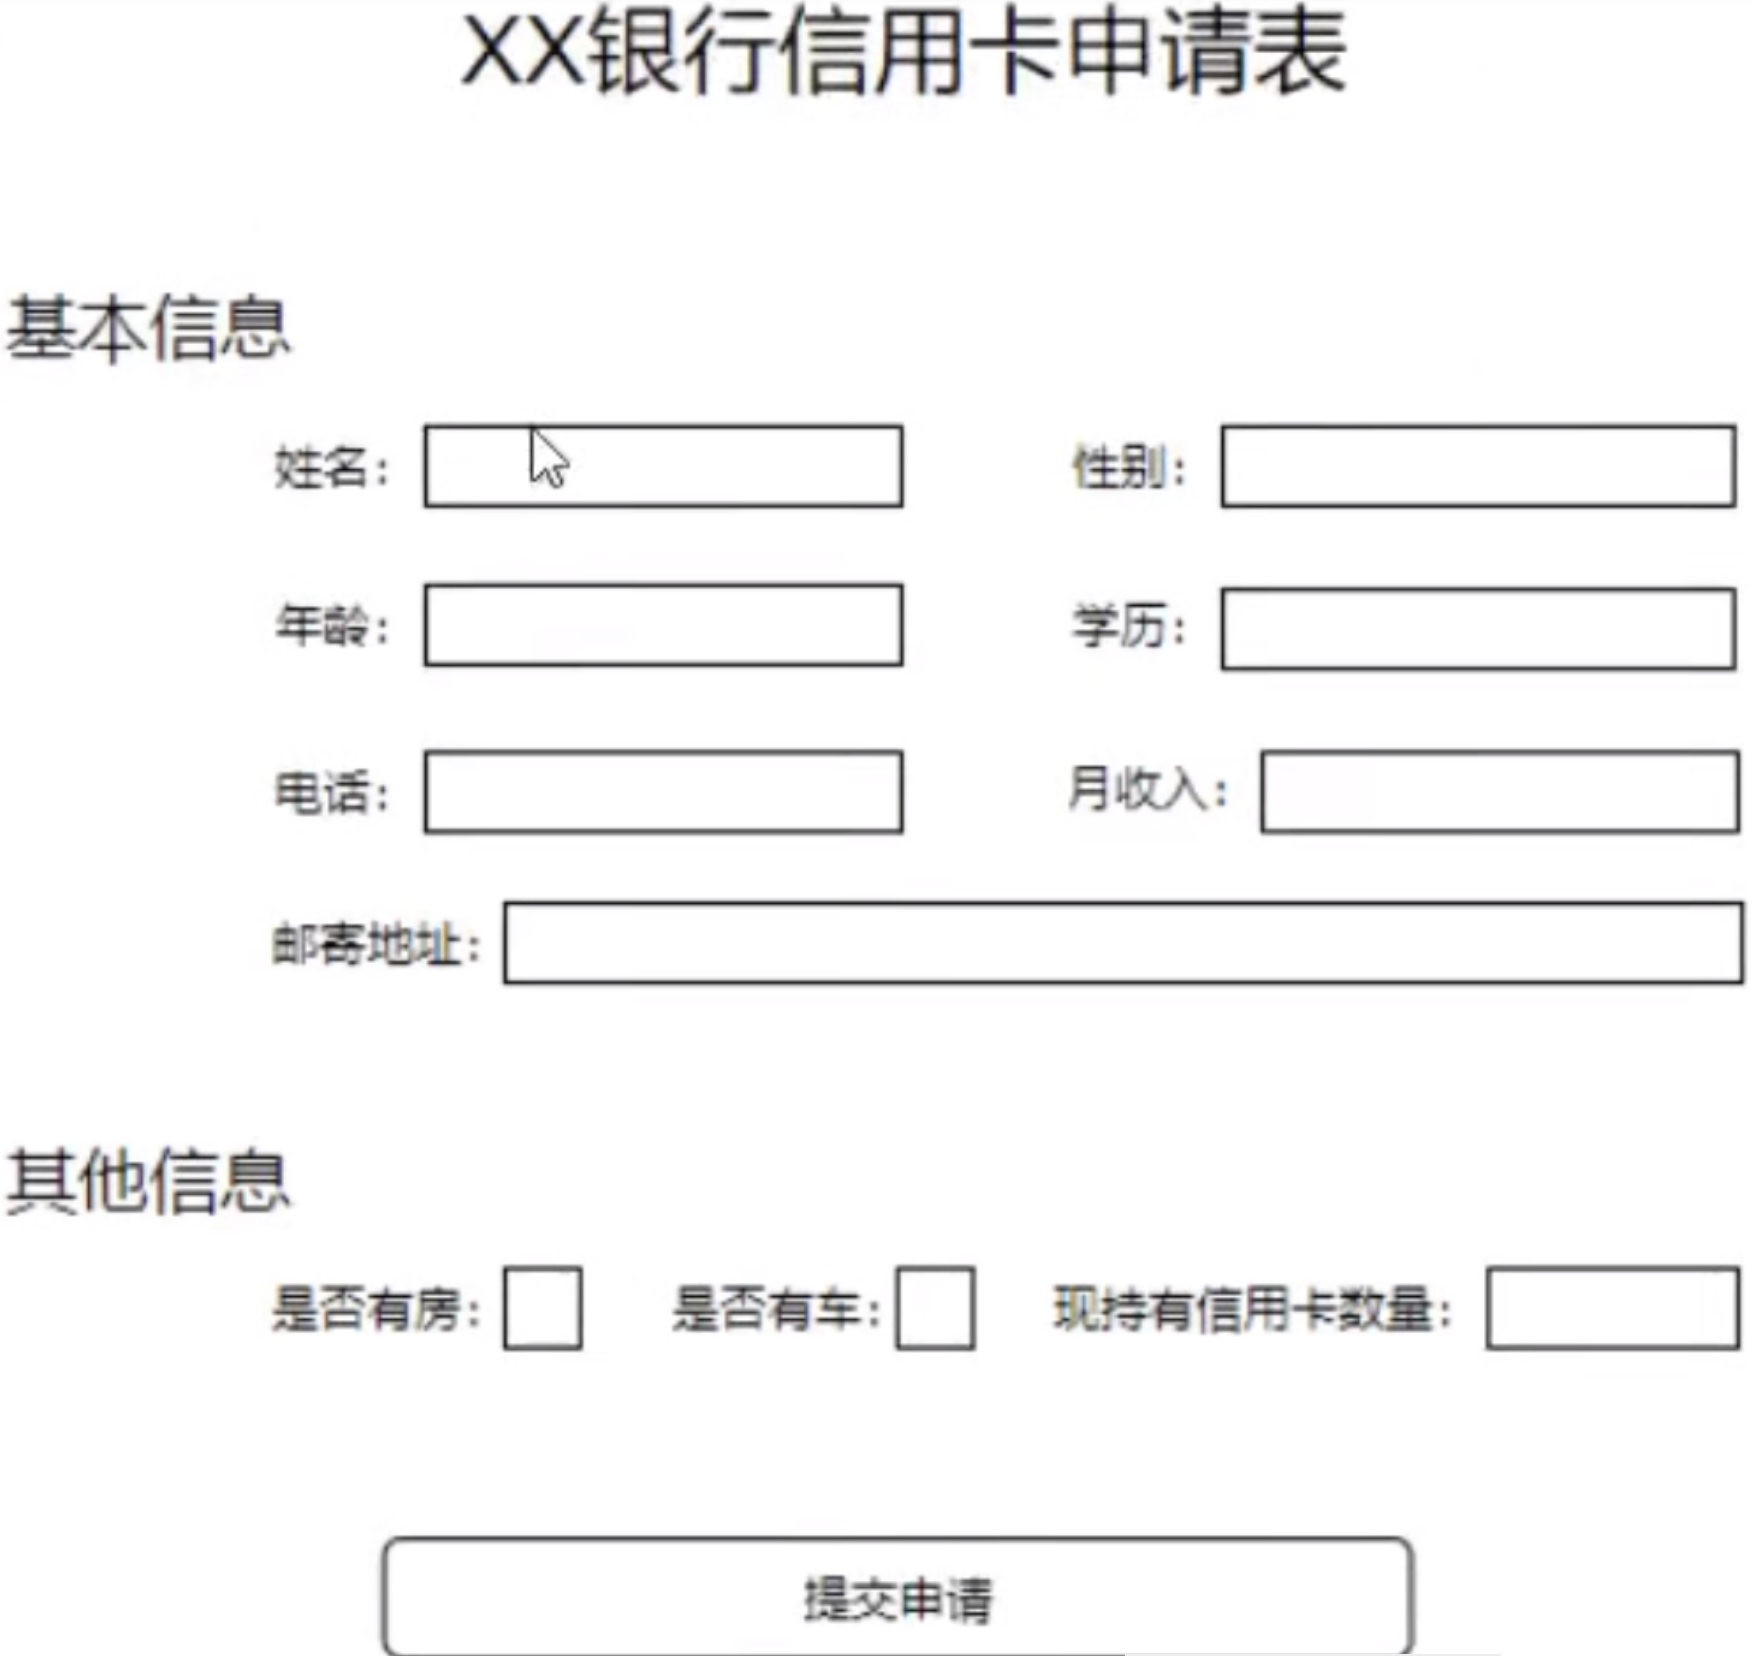 XX银行信用卡申请表
基本信息
姓名： 性别：
年龄： 学历：
电话： 月收入：
邮寄地址：
其他信息
是否有房： 是否有车： 现持有信用卡数量：
提交申请